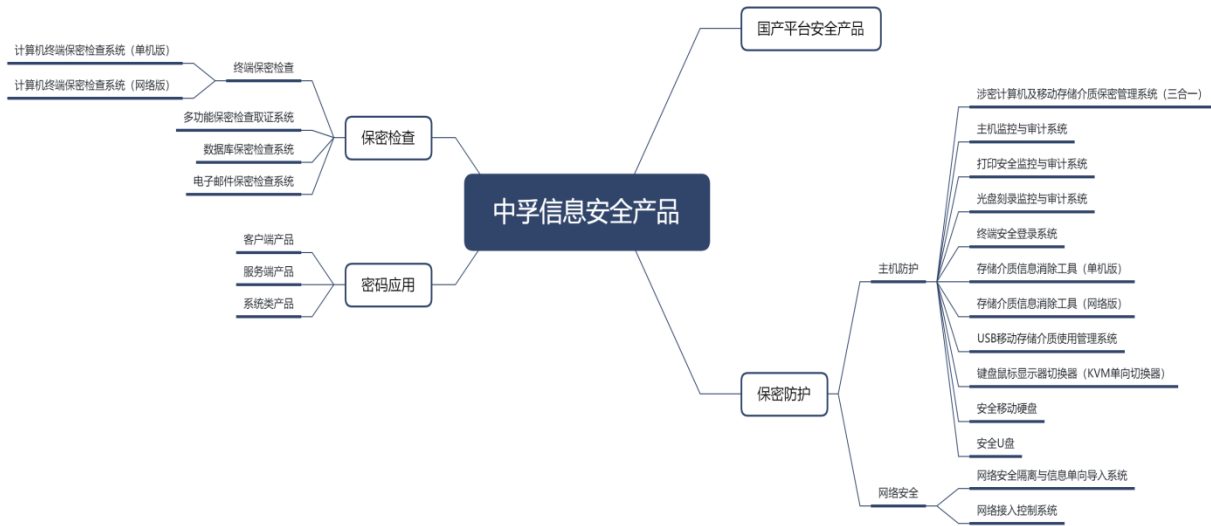 中孚信息安全产品
国产平台安全产品
保密检查
终端保密检查
计算机终端保密检查系统（单机版）
计算机终端保密检查系统（网络版）
多功能保密检查取证系统
数据库保密检查系统
电子邮件保密检查系统
密码应用
客户端产品
服务端产品
系统类产品
保密防护
主机防护
涉密计算机及移动存储介质保密管理系统（三合一）
主机监控与审计系统
打印安全监控与审计系统
光盘刻录监控与审计系统
终端安全登录系统
存储介质信息消除工具（单机版）
存储介质信息消除工具（网络版）
USB移动存储介质使用管理系统
键盘鼠标显示器切换器（KVM单向切换器）
安全移动硬盘
安全U盘
网络安全
网络安全隔离与信息单向导入系统
网络接入控制系统